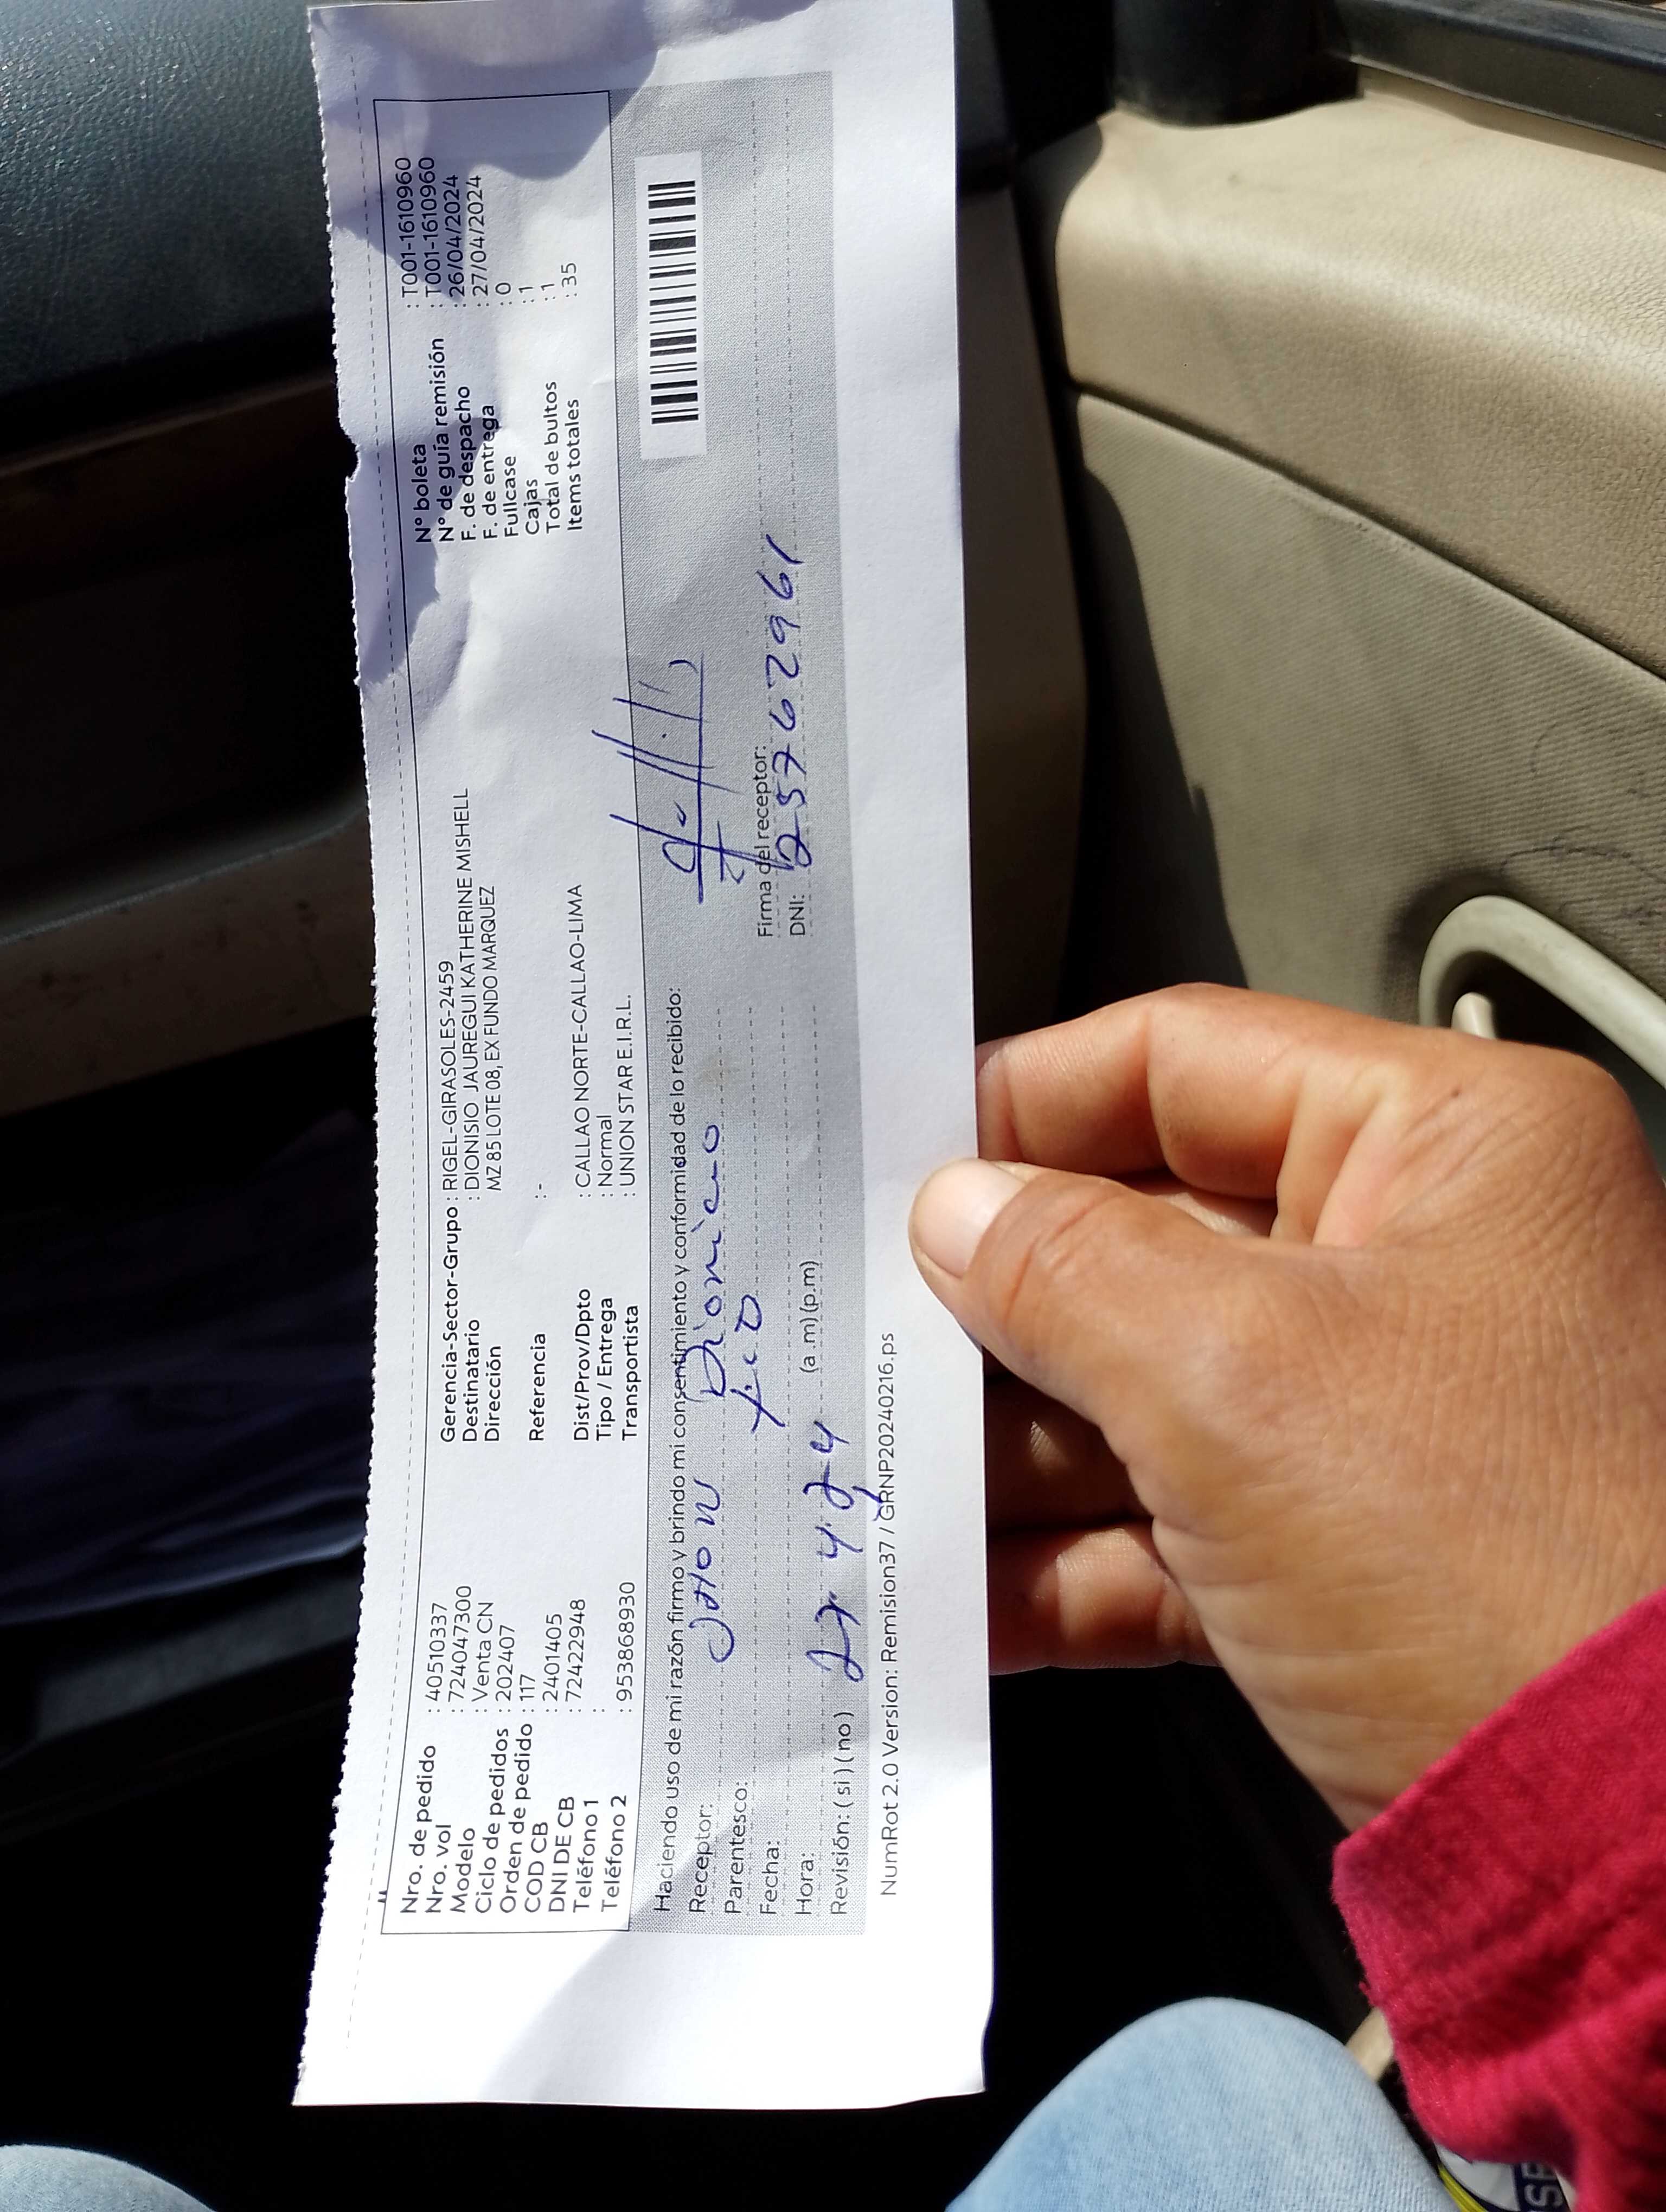 Nro. de pedido : 40510337
Nro. vol : 724047300
Modelo : Venta CN
Ciclo de pedidos : 202407
Orden de pedido : 117
COD CB : 2401405
DNI DE CB : 72422948
Teléfono 1 :
Teléfono 2 : 953868930
Gerencia-Sector-Grupo : RIGEL-GIRASOLES-2459
Destinatario : DIONISIO JAUREGUI KATHERINE MISHELL
Dirección MZ 85 LOTE 08, EX FUNDO MARQUEZ
Referencia :-
Dist/Prov/Dpto : CALLAO NORTE-CALLAO-LIMA
Tipo / Entrega : Normal
Transportista : UNION STAR E.I.R.L.
N° boleta : T001-1610960
N° de guía remisión : T001-1610960
F. de despacho : 26/04/2024
F. de entrega : 27/04/2024
Fullcase : 0
Cajas : 1
Total de bultos : 1
Items totales : 35
Haciendo uso de mi razón firmo y brindo mi consentimiento y conformidad de lo recibido:
Receptor:
Parentesco:
Fecha: 27 4 24
Hora: (a m)(p.m)
Revisión: ( si ) ( no )
Firma del receptor:
DNI: 25762961
NumRot 2.0 Version: Remision37 / GRNP20240216.ps